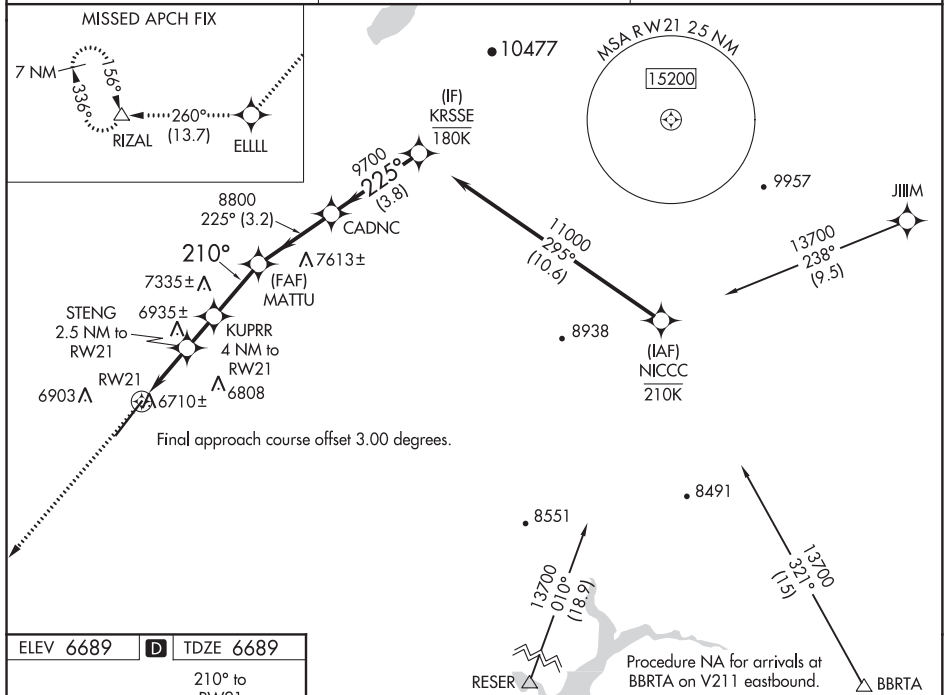 MISSED APCH FIX
7 NM
156°
336°
RIZAL
260°
(13.7)
ELLLL
10477
MSA RW21 25 NM
15200
(IF)
KRSSE
180K
9957
JIIIM
9700
225°
(3.8)
8800
225° (3.2)
CADNC
11000
295°
(10.6)
13700
238°
(9.5)
210°
7613±
(FAF)
MATTU
7335±
6935±
STENG
2.5 NM to
RW21
KUPRR
4 NM to
RW21
8938
(IAF)
NICCC
210K
RW21
6903
6710±
6808
Final approach course offset 3.00 degrees.
8491
8551
13700
010°
(18.9)
13700
321°
(15)
ELEV 6689 D TDZE 6689
210° to
RW21
RESER
Procedure NA for arrivals at
BBRTA on V211 eastbound.
BBRTA